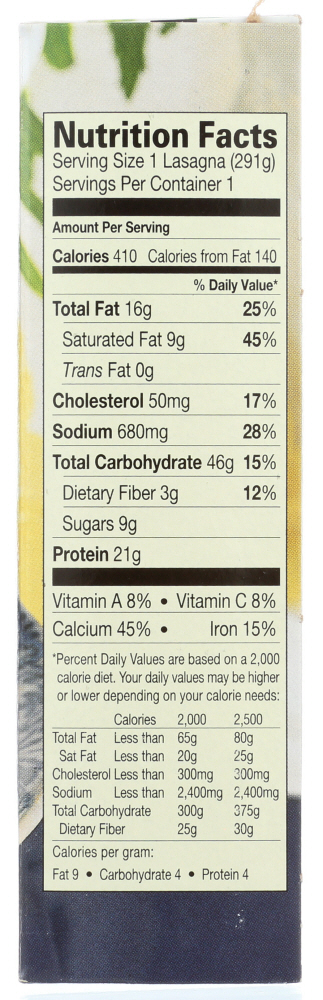 Nutrition Facts
Serving Size 1 Lasagna (291g)
Servings Per Container 1
Amount Per Serving
Calories 410 Calories from Fat 140
% Daily Value*
Total Fat 16g 25%
Saturated Fat 9g 45%
Trans Fat 0g
Cholesterol 50mg 17%
Sodium 680mg 28%
Total Carbohydrate 46g 15%
Dietary Fiber 3g 12%
Sugars 9g
Protein 21g
Vitamin A 8% • Vitamin C 8%
Calcium 45% • Iron 15%
*Percent Daily Values are based on a 2,000
calorie diet. Your daily values may be higher
or lower depending on your calorie needs:
Calories 2,000 2,500
Total Fat Less than 65g 80g
Sat Fat Less than 20g 25g
Cholesterol Less than 300mg 300mg
Sodium Less than 2,400mg 2,400mg
Total Carbohydrate 300g 375g
Dietary Fiber 25g 30g
Calories per gram:
Fat 9 • Carbohydrate 4 • Protein 4